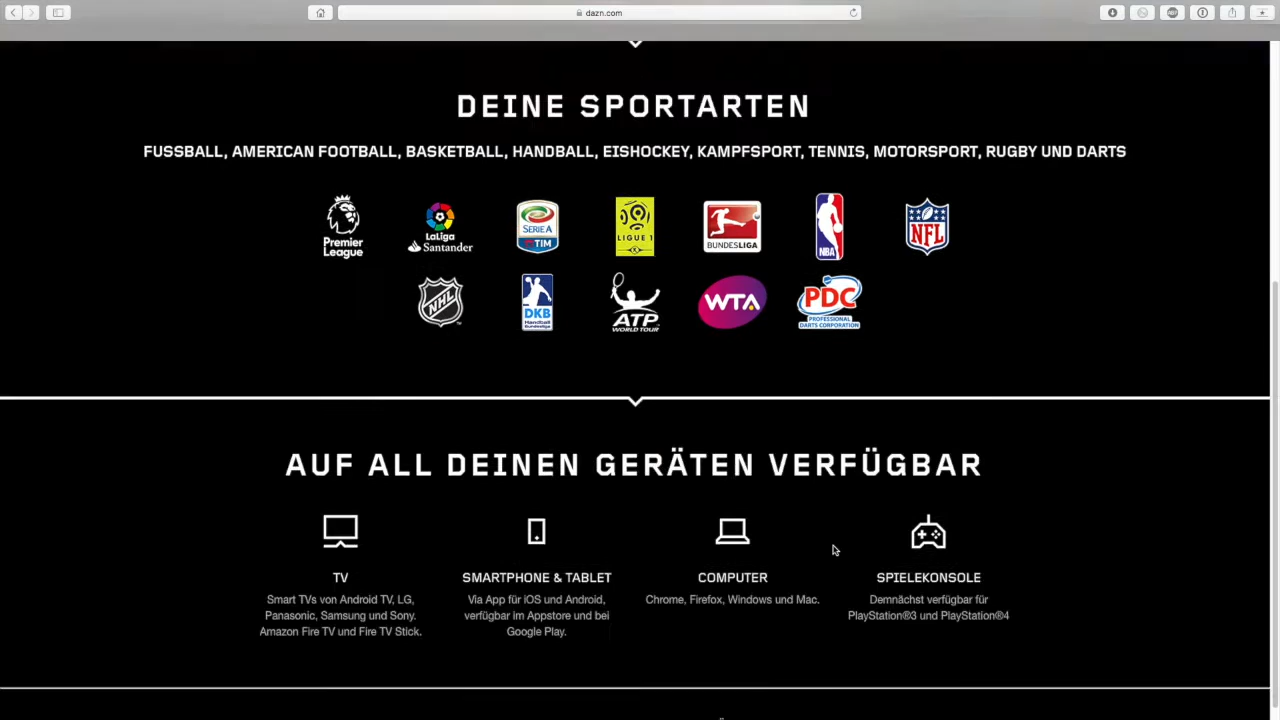 dazn.com
DEINE SPORTARTEN
FUSSBALL, AMERICAN FOOTBALL, BASKETBALL, HANDBALL, EISHOCKEY, KAMPFSPORT, TENNIS, MOTORSPORT, RUGBY UND DARTS
Premier
League
LaLiga
Santander
SERIE A
TIM
LIGUE 1
BUNDESLIGA
NBA
NFL
NHL
DKB
Handball
Bundesliga
ATP
WORLD TOUR
WTA
PDC
PROFESSIONAL
DARTS CORPORATION
AUF ALL DEINEN GERÄTEN VERFÜGBAR
TV
Smart TVs von Android TV, LG,
Panasonic, Samsung und Sony.
Amazon Fire TV und Fire TV Stick.
SMARTPHONE & TABLET
Via App für iOS und Android,
verfügbar im Appstore und bei
Google Play.
COMPUTER
Chrome, Firefox, Windows und Mac.
SPIELEKONSOLE
Demnächst verfügbar für
PlayStation®3 und PlayStation®4